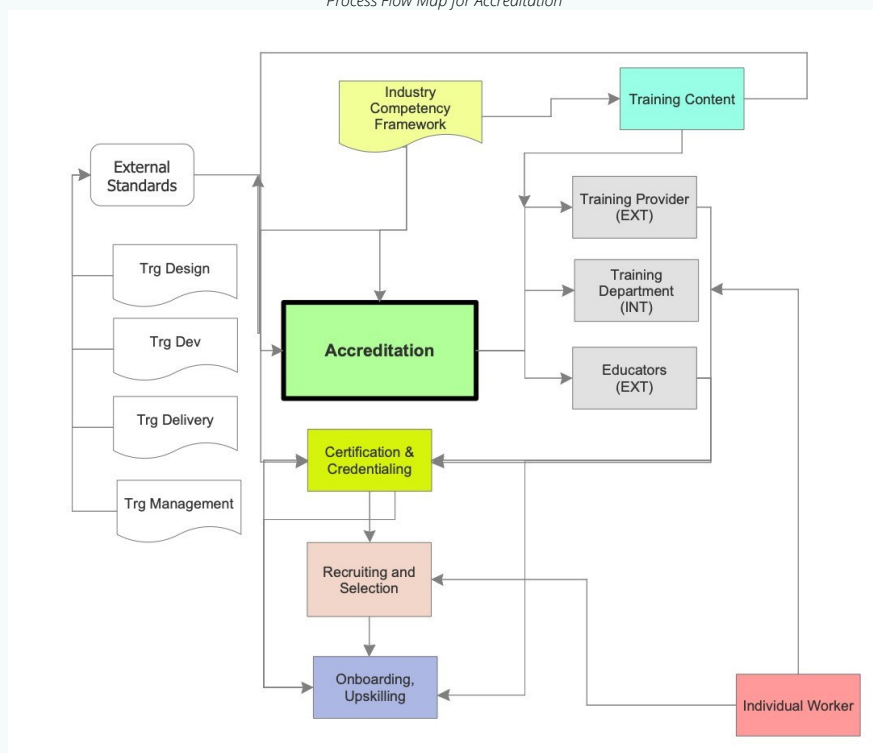 Process Flow Map for Accreditation
Industry
Competency
Framework
Training Content
External
Standards
Training Provider
(EXT)
Trg Design
Training
Department
(INT)
Trg Dev
Accreditation
Educators
(EXT)
Trg Delivery
Certification &
Credentialing
Trg Management
Recruiting and
Selection
Onboarding,
Upskilling
Individual Worker